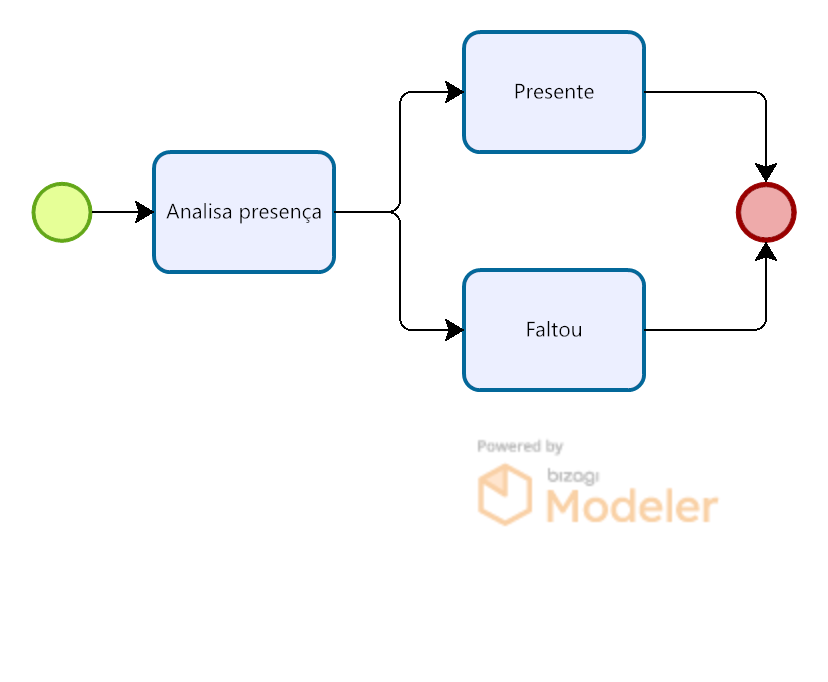 Presente
Analisa presença
Faltou
Powered by
bizagi
Modeler